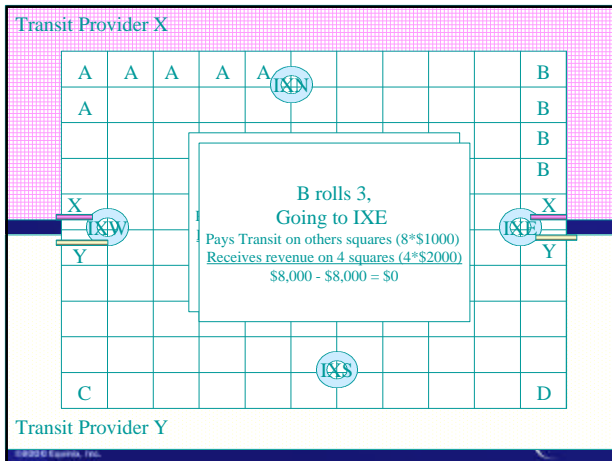 Transit Provider X
A A A A A B
IXN
A B
B
B
X X
IXW IXE
Y Y
B rolls 3,
Going to IXE
Pays Transit on others squares (8*$1000)
Receives revenue on 4 squares (4*$2000)
$8,000 - $8,000 = $0
IXS
C D
Transit Provider Y